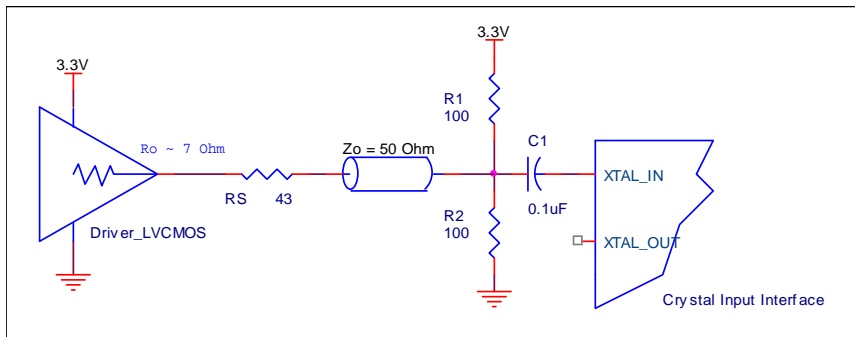 3.3V
3.3V
R1
100
C1
Ro ~ 7 Ohm
Zo = 50 Ohm
XTAL_IN
RS 43
0.1uF
R2
100
Driver_LVCMOS
XTAL_OUT
Crystal Input Interface